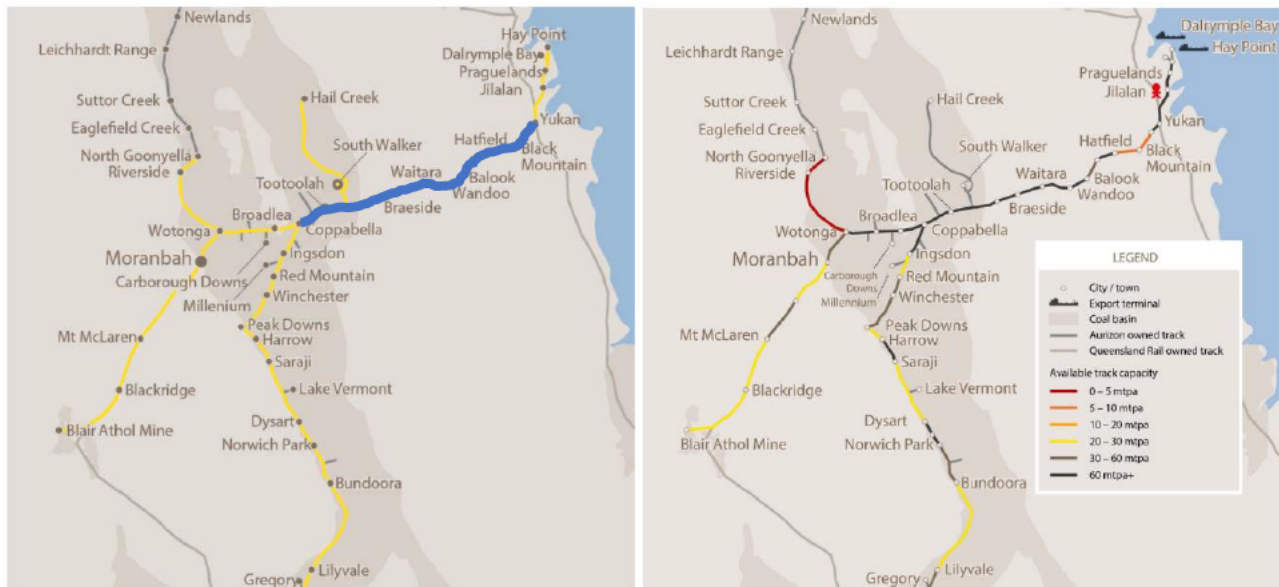 Newlands
Leichhardt Range
Suttor Creek
Eaglefield Creek
North Goonyella
Riverside
Hail Creek
South Walker
Tootoolah
Broadlea
Wotonga
Moranbah
Carborough Downs
Millenium
Coppabella
Ingsdon
Red Mountain
Winchester
Peak Downs
Harrow
Saraji
Lake Vermont
Dysart
Norwich Park
Bundoora
Lilyvale
Gregory
Mt McLaren
Blackridge
Blair Athol Mine
Waitara
Braeside
Hatfield
Balook
Wandoo
Black
Mountain
Yukan
Jilalan
Praguelands
Dalrymple Bay
Hay Point
Newlands
Leichhardt Range
Suttor Creek
Eaglefield Creek
North Goonyella
Riverside
Hail Creek
South
Walker
Tootoolah
Broadlea
Wotonga
Moranbah
Carborough
Downs
Millennium
Coppabella
Ingsdon
Red Mountain
Winchester
Peak Downs
Harrow
Saraji
Lake Vermont
Dysart
Norwich Park
Bundoora
Lilyvale
Gregory
Mt McLaren
Blackridge
Blair Athol Mine
Waitara
Braeside
Hatfield
Balook
Wandoo
Black
Mountain
Yukan
Praguelands
Jilalan
Dalrymple Bay
Hay Point
LEGEND
City / town
Export terminal
Coal basin
Aurizon owned track
Queensland Rail owned track
Available track capacity
0 – 5 mtpa
5 – 10 mtpa
10 – 20 mtpa
20 – 30 mtpa
30 – 60 mtpa
60 mtpa+